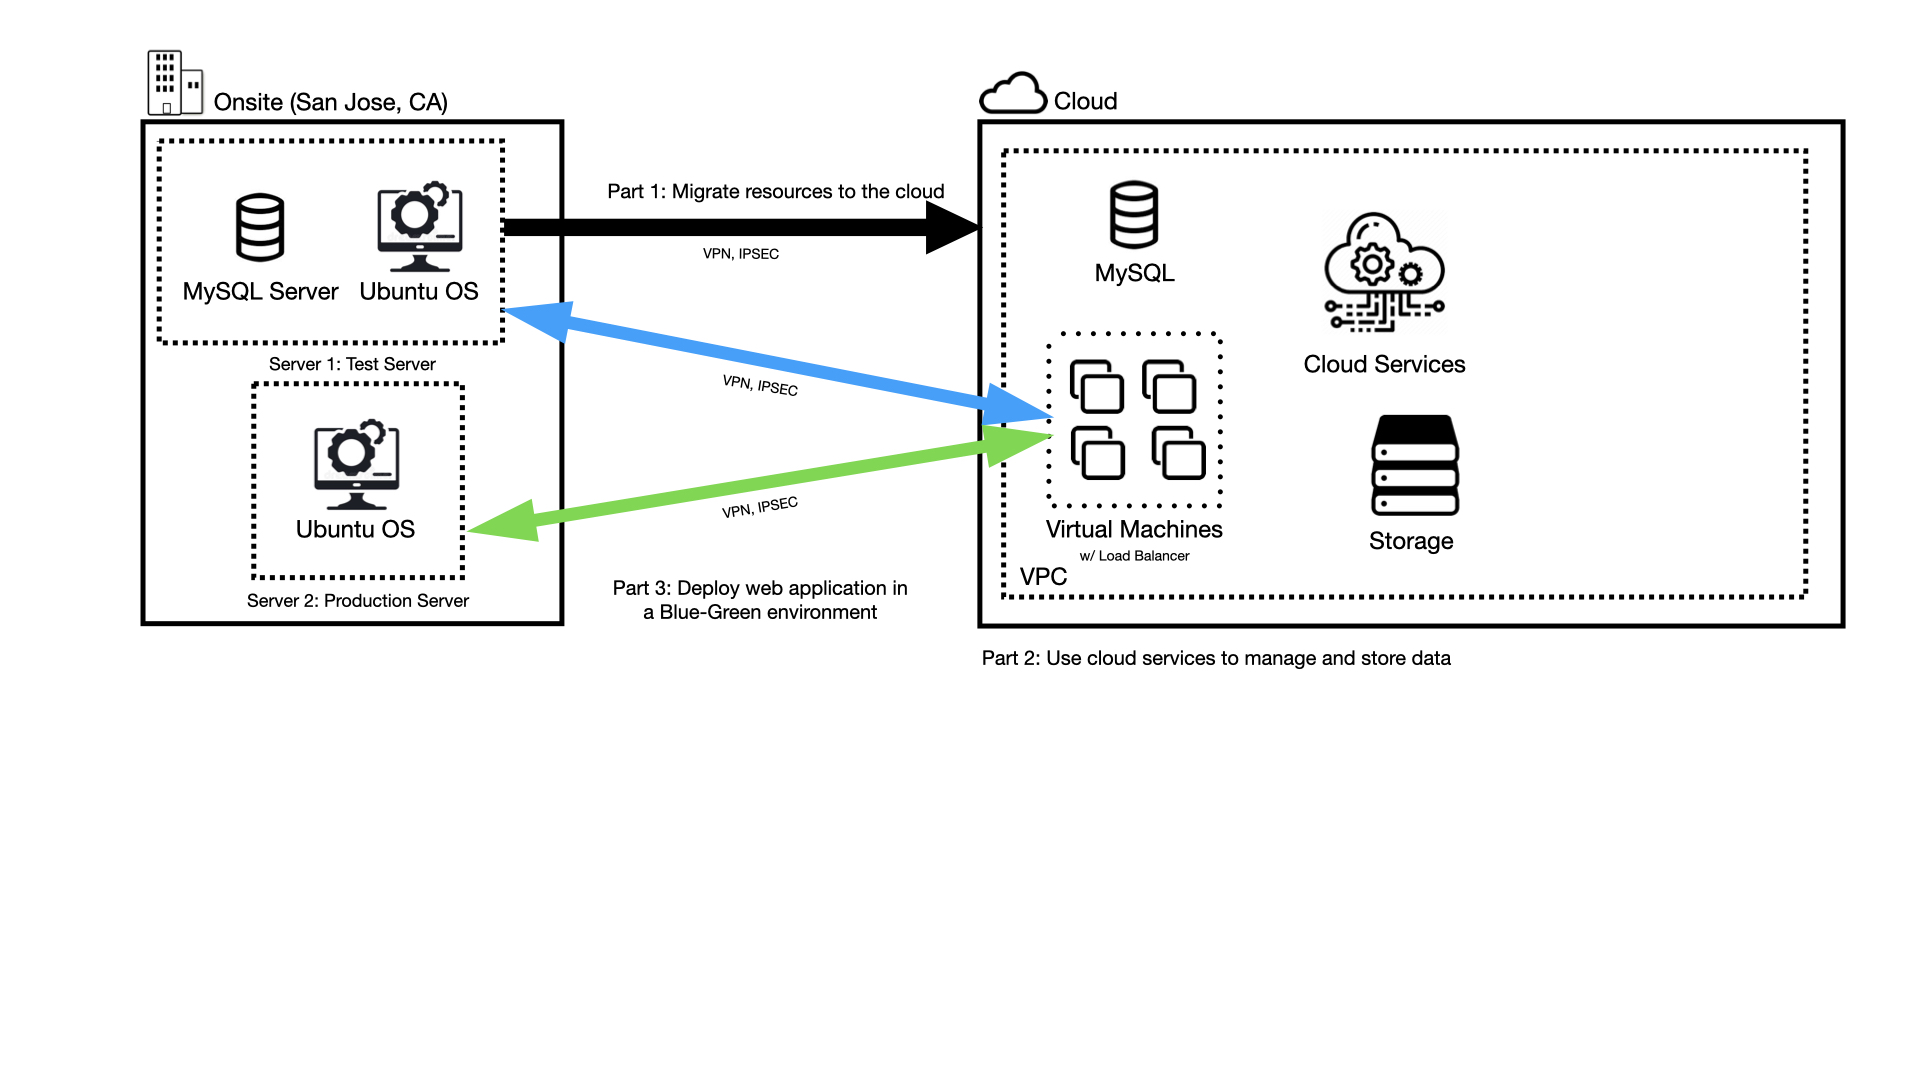 Onsite (San Jose, CA)
Cloud
Part 1: Migrate resources to the cloud
VPN, IPSEC
MySQL Server
Ubuntu OS
Server 1: Test Server
VPN, IPSEC
Ubuntu OS
Server 2: Production Server
VPN, IPSEC
Part 3: Deploy web application in
a Blue-Green environment
MySQL
Cloud Services
Virtual Machines
w/ Load Balancer
Storage
VPC
Part 2: Use cloud services to manage and store data